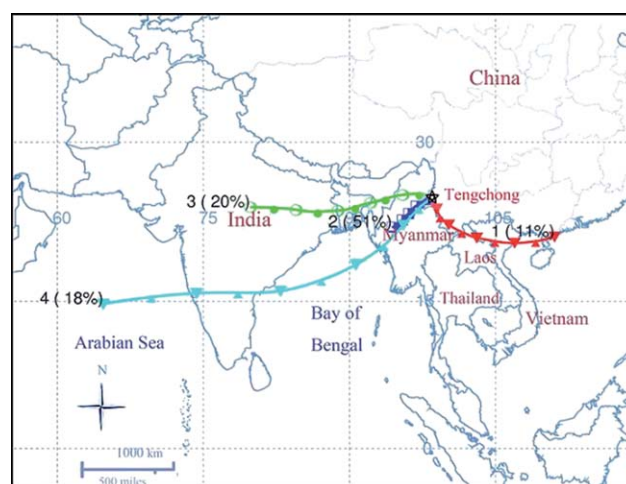 China
30
3 ( 20%)
Tengchong
60
75
India
2 ( 51%)
105
1 ( 11%)
Myanmar
Laos
4 ( 18%)
Thailand
15
Bay of
Bengal
Vietnam
Arabian Sea
N
1000 km
500 miles